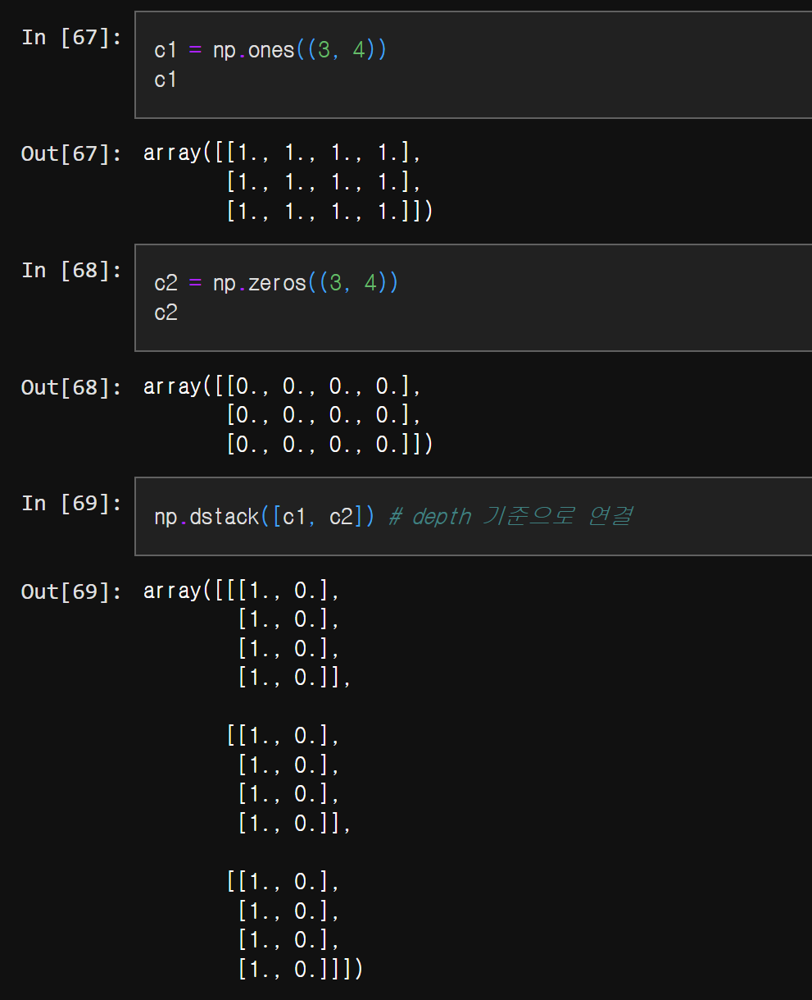 In [67]:
c1 = np.ones((3, 4))
c1
Out[67]: array([[1., 1., 1., 1.],
       [1., 1., 1., 1.],
       [1., 1., 1., 1.]])
In [68]:
c2 = np.zeros((3, 4))
c2
Out[68]: array([[0., 0., 0., 0.],
       [0., 0., 0., 0.],
       [0., 0., 0., 0.]])
In [69]:
np.dstack([c1, c2]) # depth 기준으로 연결
Out[69]: array([[[1., 0.],
        [1., 0.],
        [1., 0.],
        [1., 0.]],

       [[1., 0.],
        [1., 0.],
        [1., 0.],
        [1., 0.]],

       [[1., 0.],
        [1., 0.],
        [1., 0.],
        [1., 0.]]])